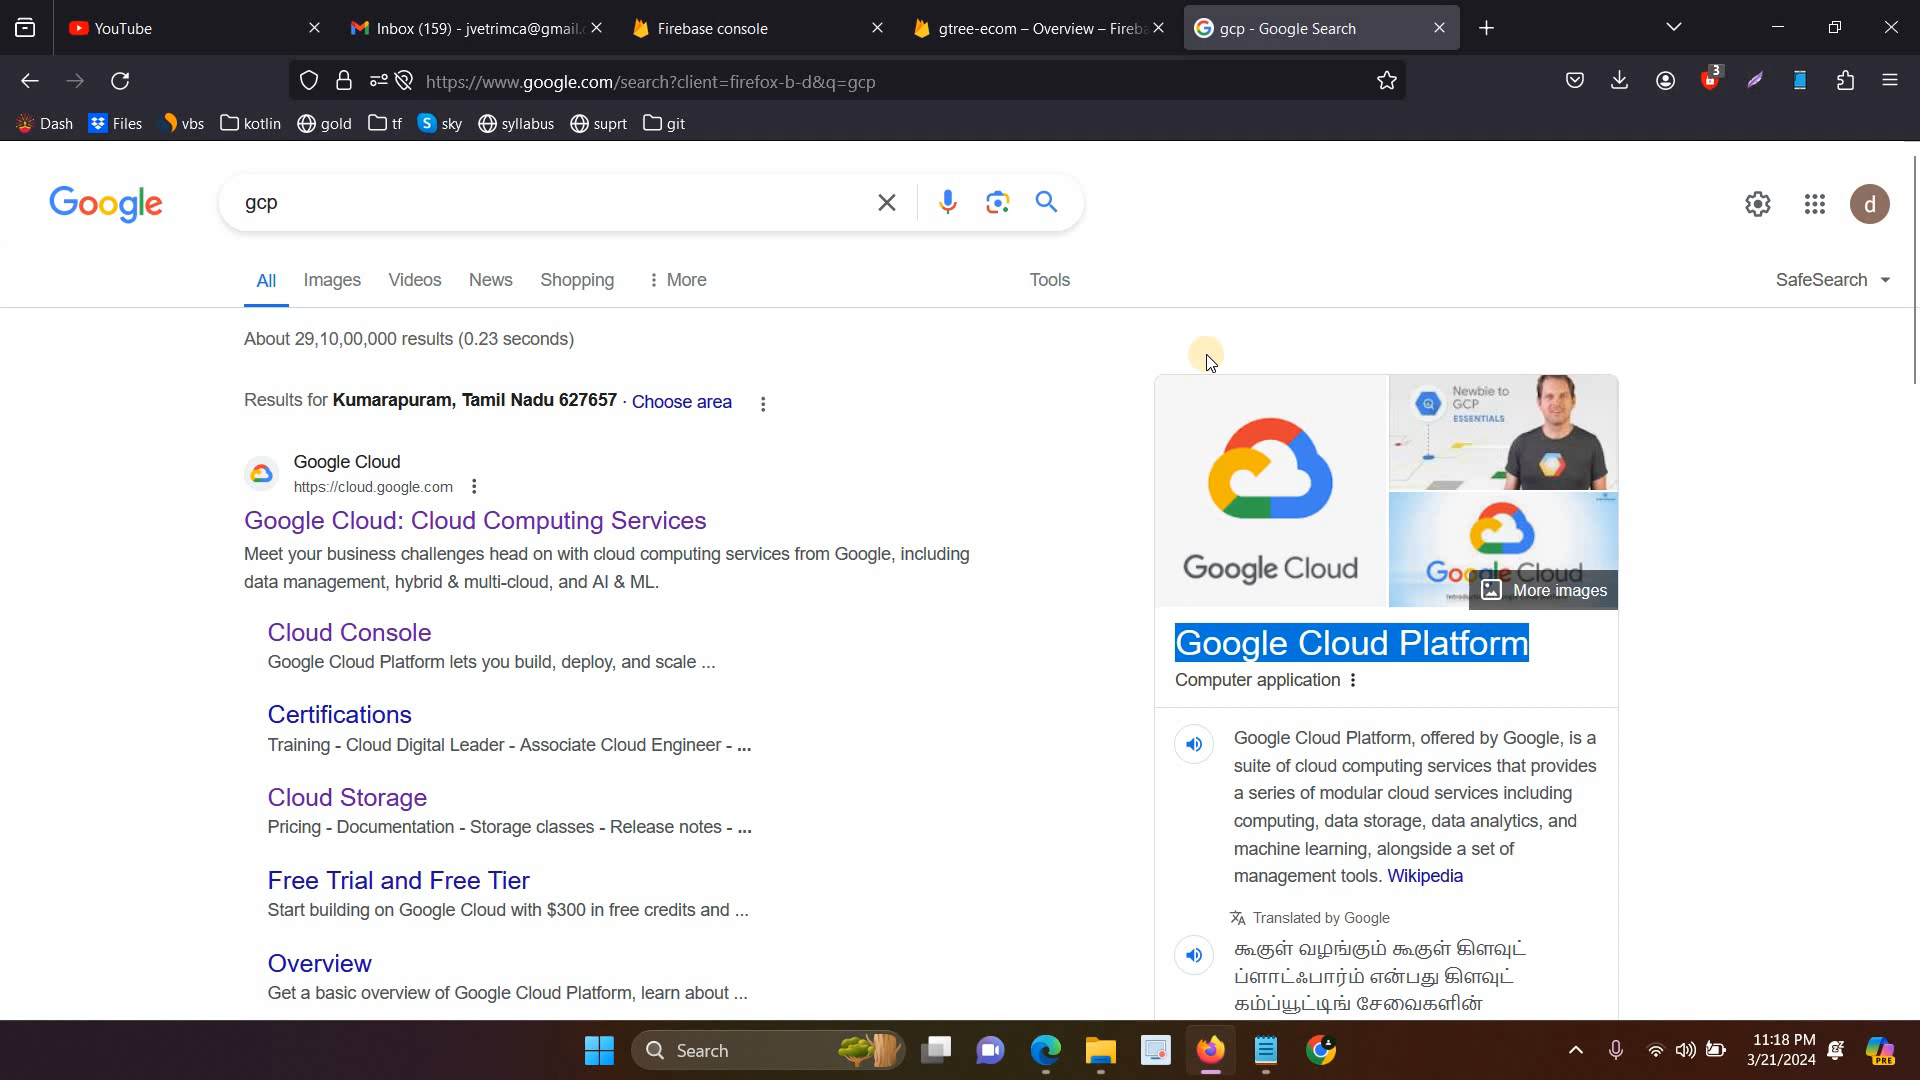 YouTube
Inbox (159) - jvetrimca@gmail.c
Firebase console
gtree-ecom – Overview – Fireba
gcp - Google Search
https://www.google.com/search?client=firefox-b-d&q=gcp
3
Dash
Files
vbs
kotlin
gold
tf
sky
syllabus
suprt
git
Google
gcp
d
All
Images
Videos
News
Shopping
More
Tools
SafeSearch
About 29,10,00,000 results (0.23 seconds)
Results for Kumarapuram, Tamil Nadu 627657 · Choose area
Google Cloud
https://cloud.google.com
Google Cloud: Cloud Computing Services
Meet your business challenges head on with cloud computing services from Google, including
data management, hybrid & multi-cloud, and AI & ML.
Cloud Console
Google Cloud Platform lets you build, deploy, and scale ...
Certifications
Training - Cloud Digital Leader - Associate Cloud Engineer - ...
Cloud Storage
Pricing - Documentation - Storage classes - Release notes - ...
Free Trial and Free Tier
Start building on Google Cloud with $300 in free credits and ...
Overview
Get a basic overview of Google Cloud Platform, learn about ...
Google Cloud
Newbie to
GCP
ESSENTIALS
Google Cloud
More images
Google Cloud Platform
Computer application
Google Cloud Platform, offered by Google, is a
suite of cloud computing services that provides
a series of modular cloud services including
computing, data storage, data analytics, and
machine learning, alongside a set of
management tools. Wikipedia
Translated by Google
கூகுள் வழங்கும் கூகுள் கிளவுட்
ப்ளாட்ஃபார்ம் என்பது கிளவுட்
கம்ப்யூட்டிங் சேவைகளின்
Search
11:18 PM
3/21/2024
PRE